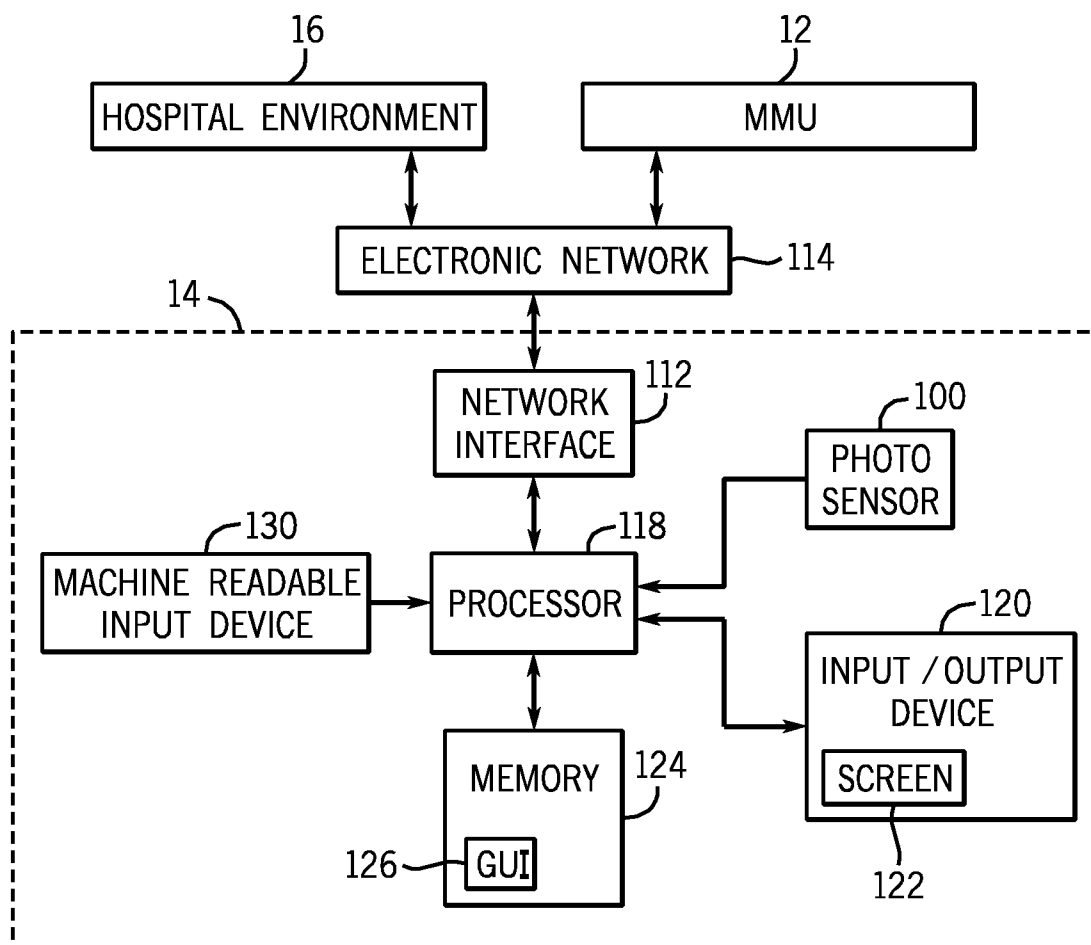 16
12
HOSPITAL ENVIRONMENT
MMU
ELECTRONIC NETWORK
114
14
NETWORK
INTERFACE
112
100
PHOTO
SENSOR
130
118
MACHINE READABLE
INPUT DEVICE
PROCESSOR
120
INPUT / OUTPUT
DEVICE
SCREEN
122
MEMORY
124
126
GUI